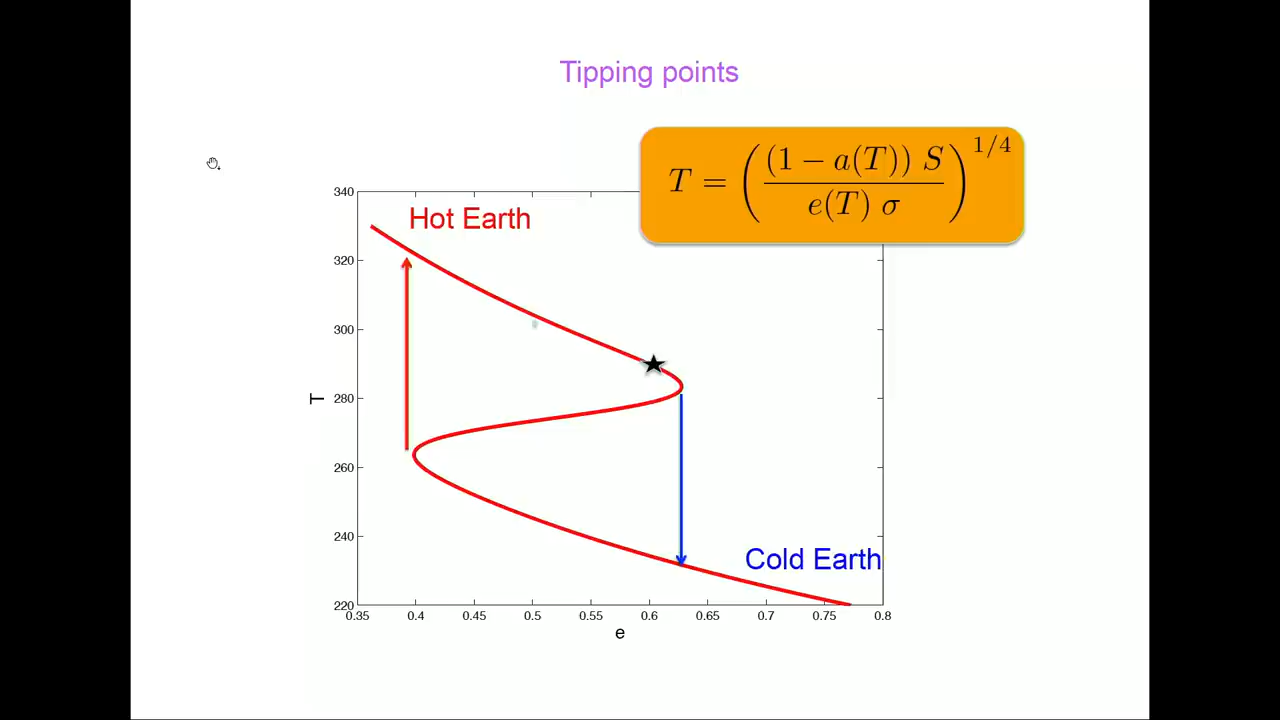 Tipping points
T = ( (1 − a(T)) S / e(T) σ )^1/4
Hot Earth
Cold Earth
340
320
300
280
260
240
220
T
0.35 0.4 0.45 0.5 0.55 0.6 0.65 0.7 0.75 0.8
e